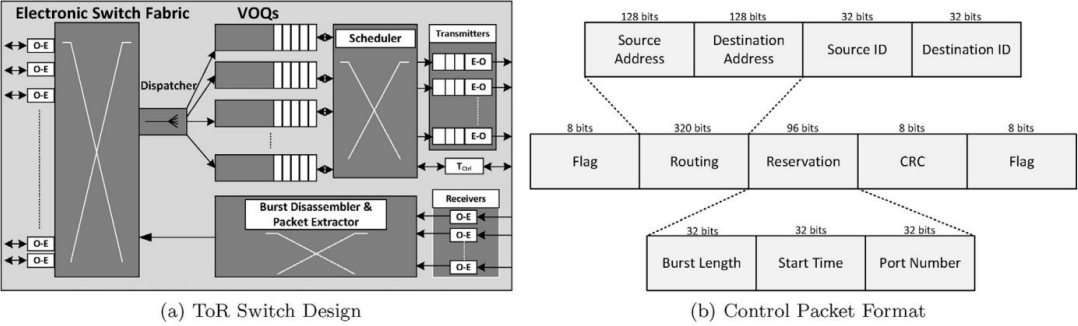 Electronic Switch Fabric
VOQs
O-E
O-E
O-E
O-E
O-E
Dispatcher
Scheduler
Transmitters
E-O
E-O
E-O
TCtrl
Burst Disassembler &
Packet Extractor
Receivers
O-E
O-E
O-E
(a) ToR Switch Design
128 bits 128 bits 32 bits 32 bits
Source Address
Destination Address
Source ID
Destination ID
8 bits 320 bits 96 bits 8 bits 8 bits
Flag Routing Reservation CRC Flag
32 bits 32 bits 32 bits
Burst Length Start Time Port Number
(b) Control Packet Format